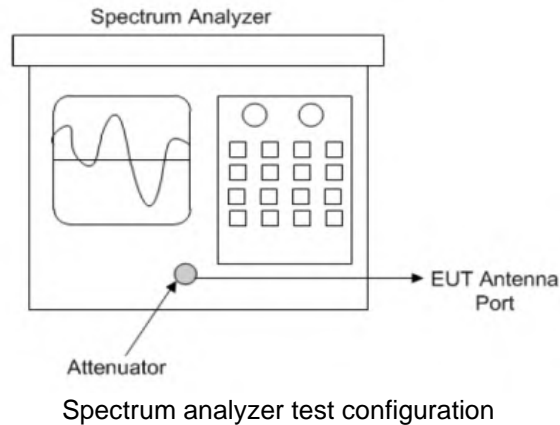 Spectrum Analyzer
EUT Antenna
Port
Attenuator
Spectrum analyzer test configuration